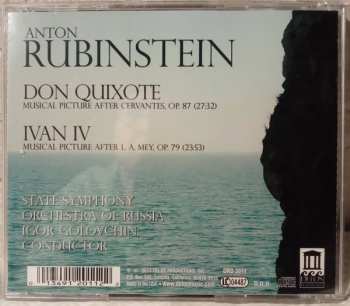 ANTON
RUBINSTEIN
DON QUIXOTE
MUSICAL PICTURE AFTER CERVANTES, OP. 87 (27:32)
IVAN IV
MUSICAL PICTURE AFTER L. A. MEY, OP. 79 (23:53)
STATE SYMPHONY
ORCHESTRA OF RUSSIA
IGOR GOLOVCHIN
CONDUCTOR
DELOS